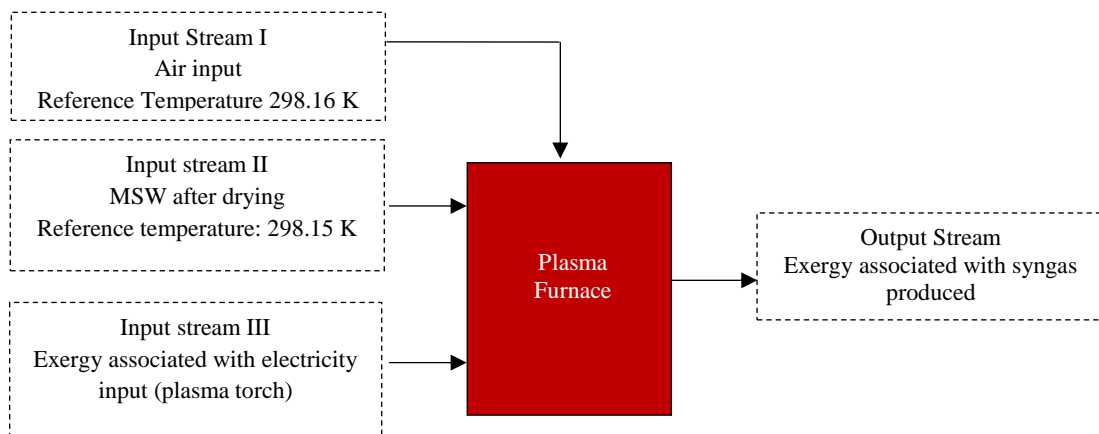 Input Stream I
Air input
Reference Temperature 298.16 K
Input stream II
MSW after drying
Reference temperature: 298.15 K
Input stream III
Exergy associated with electricity
input (plasma torch)
Plasma
Furnace
Output Stream
Exergy associated with syngas
produced